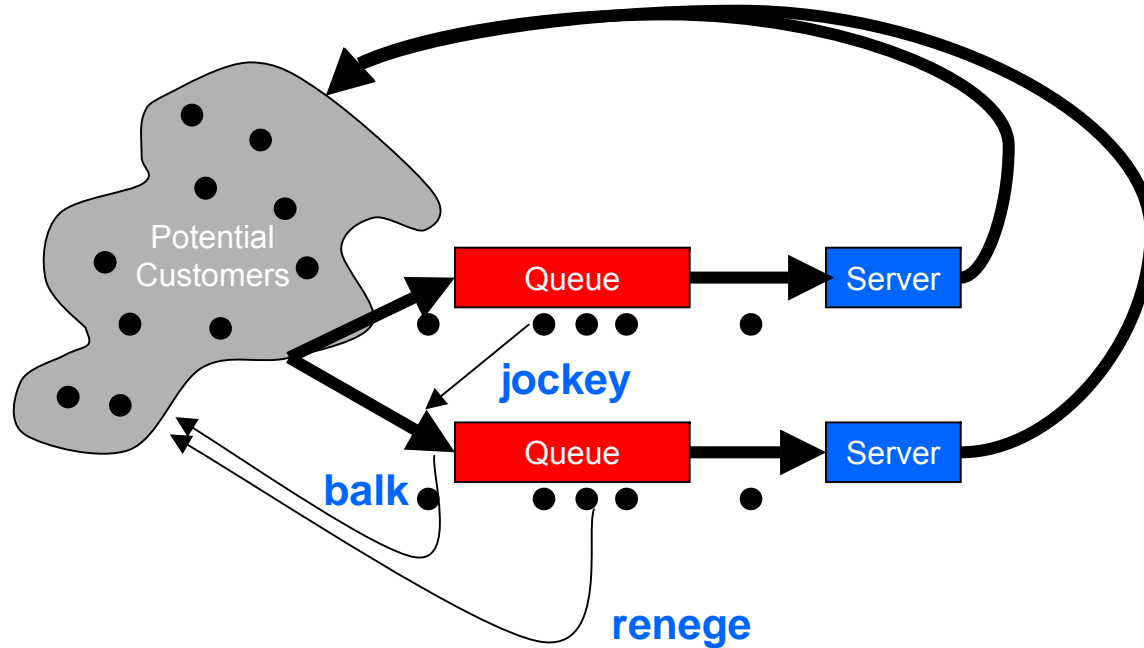 Potential
Customers
Queue
Server
jockey
Queue
Server
balk
renege